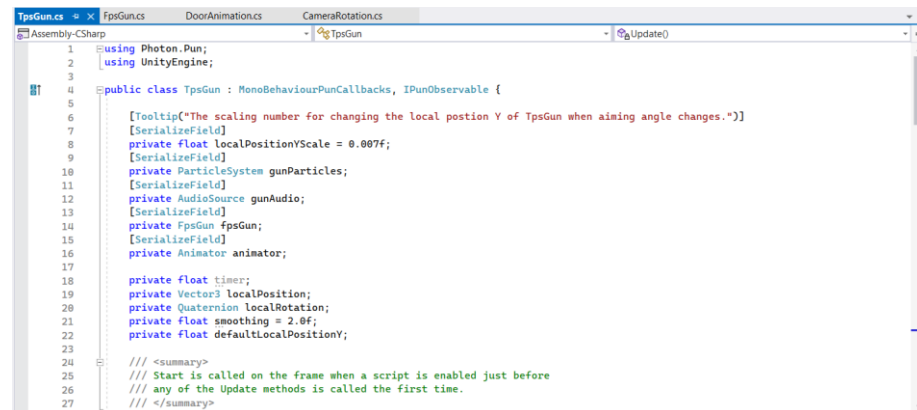 TpsGun.cs FpsGun.cs DoorAnimation.cs CameraRotation.cs
Assembly-CSharp TpsGun Update()
1 using Photon.Pun;
2 using UnityEngine;
3
4 public class TpsGun : MonoBehaviourPunCallbacks, IPunObservable {
5
6 [Tooltip("The scaling number for changing the local postion Y of TpsGun when aiming angle changes.")]
7 [SerializeField]
8 private float localPositionYScale = 0.007f;
9 [SerializeField]
10 private ParticleSystem gunParticles;
11 [SerializeField]
12 private AudioSource gunAudio;
13 [SerializeField]
14 private FpsGun fpsGun;
15 [SerializeField]
16 private Animator animator;
17
18 private float timer;
19 private Vector3 localPosition;
20 private Quaternion localRotation;
21 private float smoothing = 2.0f;
22 private float defaultLocalPositionY;
23
24 /// <summary>
25 /// Start is called on the frame when a script is enabled just before
26 /// any of the Update methods is called the first time.
27 /// </summary>